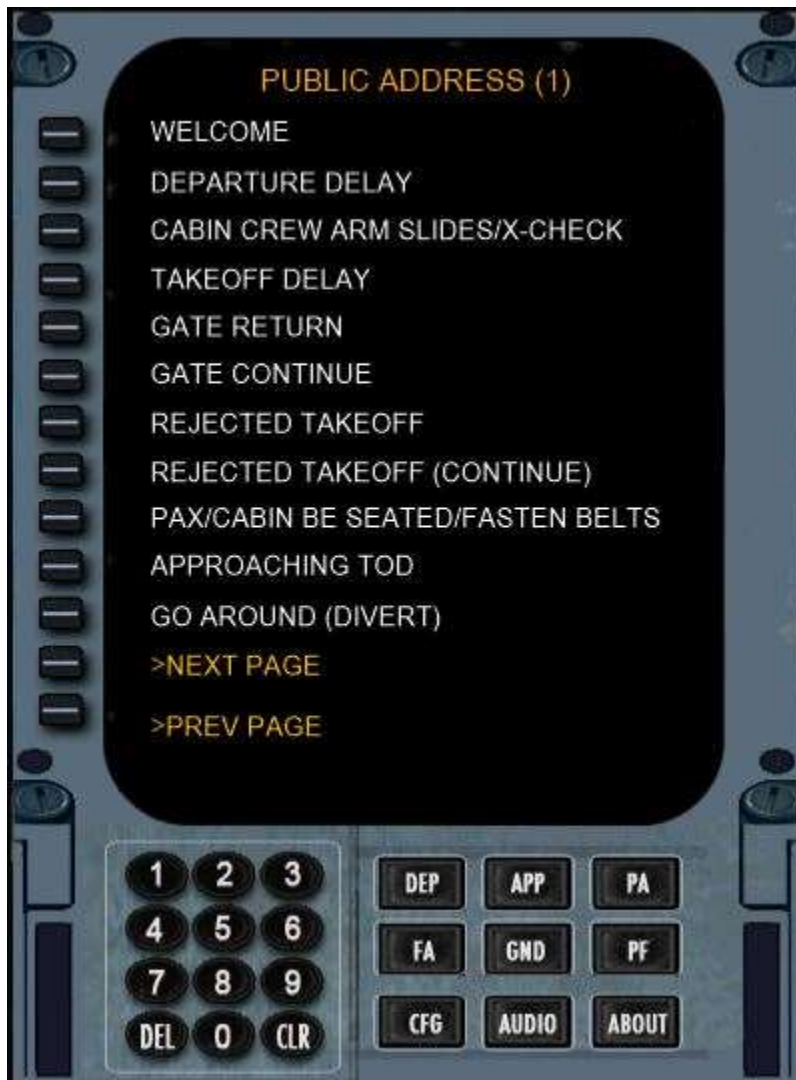 PUBLIC ADDRESS (1)
WELCOME
DEPARTURE DELAY
CABIN CREW ARM SLIDES/X-CHECK
TAKEOFF DELAY
GATE RETURN
GATE CONTINUE
REJECTED TAKEOFF
REJECTED TAKEOFF (CONTINUE)
PAX/CABIN BE SEATED/FASTEN BELTS
APPROACHING TOD
GO AROUND (DIVERT)
>NEXT PAGE
>PREV PAGE
1 2 3
4 5 6
7 8 9
DEL 0 CLR
DEP APP PA
FA GND PF
CFG AUDIO ABOUT